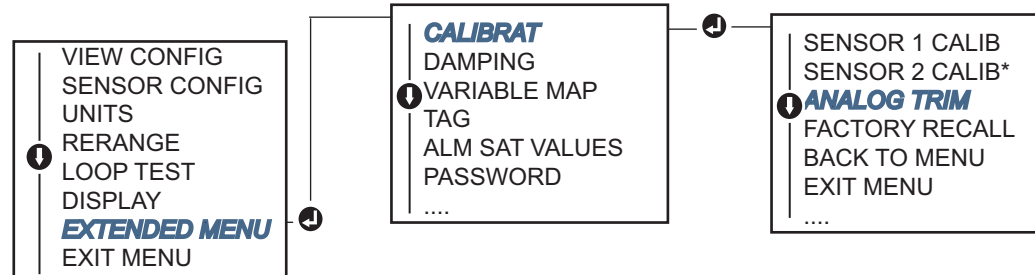 VIEW CONFIG
SENSOR CONFIG
UNITS
RERANGE
LOOP TEST
DISPLAY
EXTENDED MENU
EXIT MENU
CALIBRAT
DAMPING
VARIABLE MAP
TAG
ALM SAT VALUES
PASSWORD
....
SENSOR 1 CALIB
SENSOR 2 CALIB*
ANALOG TRIM
FACTORY RECALL
BACK TO MENU
EXIT MENU
....